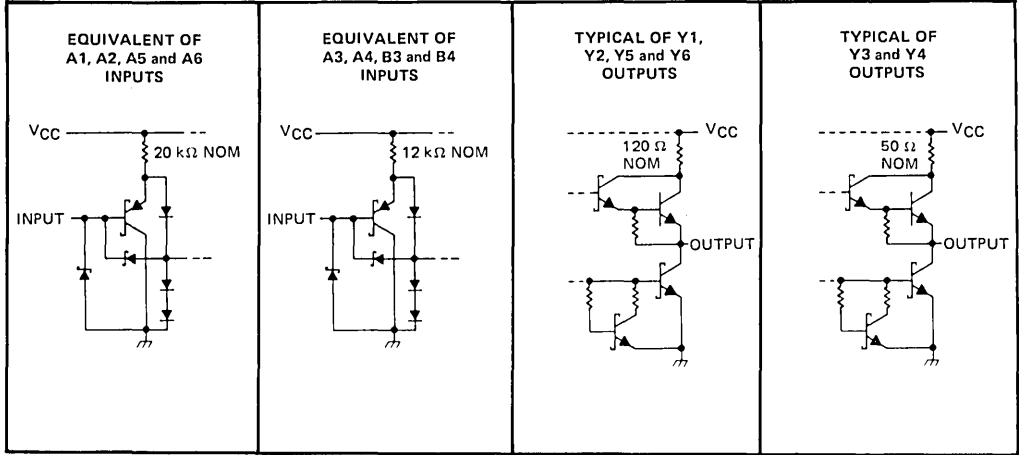 EQUIVALENT OF
A1, A2, A5 and A6
INPUTS
VCC
20 kΩ NOM
INPUT
EQUIVALENT OF
A3, A4, B3 and B4
INPUTS
VCC
12 kΩ NOM
INPUT
TYPICAL OF Y1,
Y2, Y5 and Y6
OUTPUTS
VCC
120 Ω
NOM
OUTPUT
TYPICAL OF
Y3 and Y4
OUTPUTS
VCC
50 Ω
NOM
OUTPUT